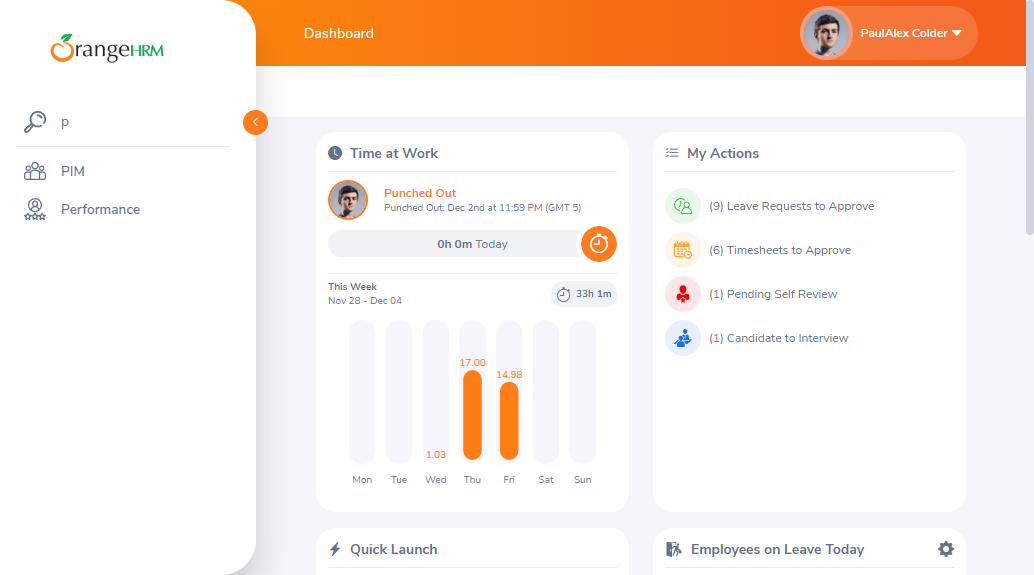 OrangeHRM
Dashboard
PaulAlex Colder
p
PIM
Performance
Time at Work
Punched Out
Punched Out: Dec 2nd at 11:59 PM (GMT 5)
0h 0m Today
This Week
Nov 28 - Dec 04
33h 1m
17.00
14.98
1.03
Mon Tue Wed Thu Fri Sat Sun
My Actions
(9) Leave Requests to Approve
(6) Timesheets to Approve
(1) Pending Self Review
(1) Candidate to Interview
Quick Launch
Employees on Leave Today